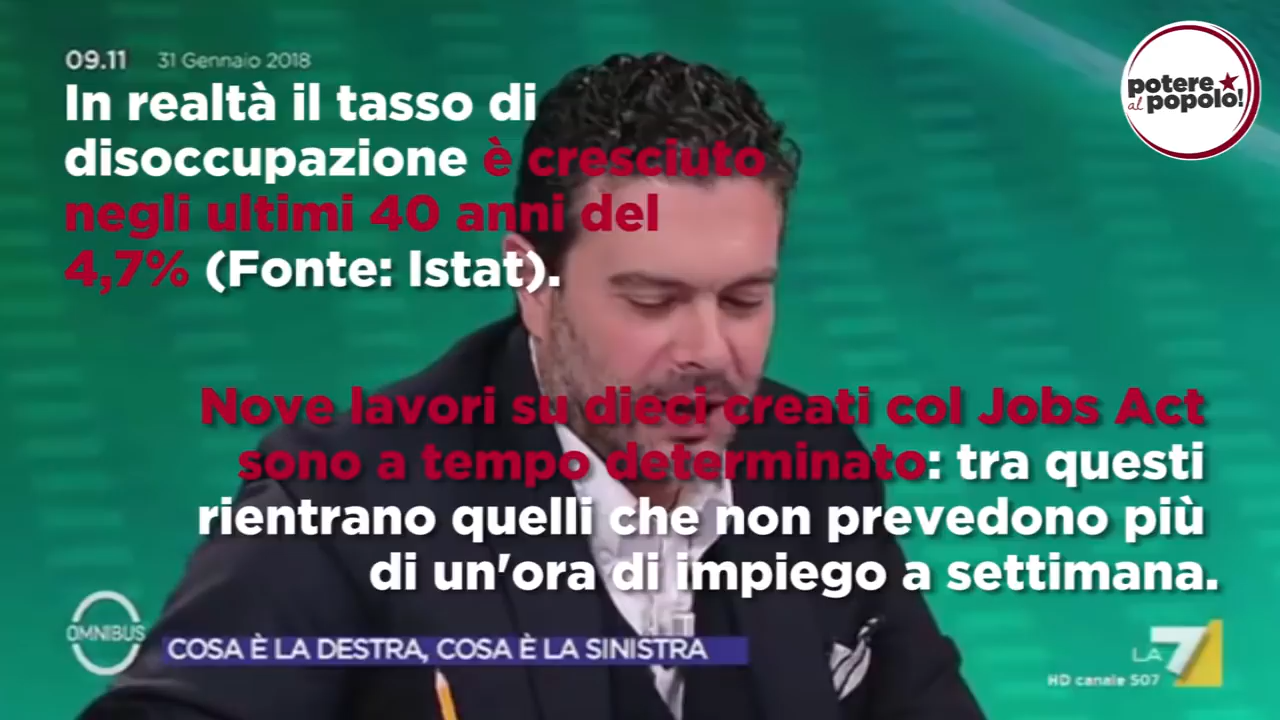 09.11 31 Gennaio 2018
potere
al popolo!
In realtà il tasso di
disoccupazione è cresciuto
negli ultimi 40 anni del
4,7% (Fonte: Istat).
Nove lavori su dieci creati col Jobs Act
sono a tempo determinato: tra questi
rientrano quelli che non prevedono più
di un'ora di impiego a settimana.
OMNIBUS
COSA È LA DESTRA, COSA È LA SINISTRA
LA7
HD canale 507